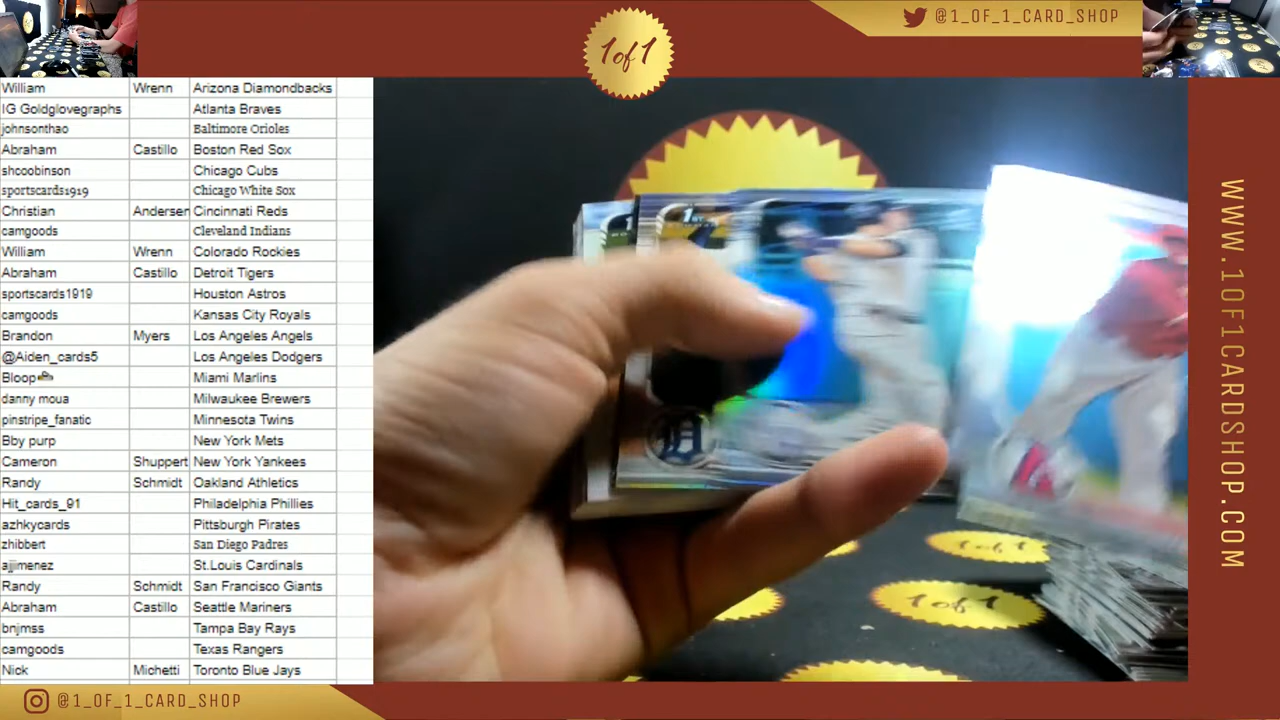 @1_OF_1_CARD_SHOP
1of1
William Wrenn Arizona Diamondbacks
IG Goldglovegraphs Atlanta Braves
johnsonthao Baltimore Orioles
Abraham Castillo Boston Red Sox
shcoobinson Chicago Cubs
sportscards1919 Chicago White Sox
Christian Andersen Cincinnati Reds
camgoods Cleveland Indians
William Wrenn Colorado Rockies
Abraham Castillo Detroit Tigers
sportscards1919 Houston Astros
camgoods Kansas City Royals
Brandon Myers Los Angeles Angels
@Aiden_cards5 Los Angeles Dodgers
Bloop Miami Marlins
danny moua Milwaukee Brewers
pinstripe_fanatic Minnesota Twins
Bby purp New York Mets
Cameron Shuppert New York Yankees
Randy Schmidt Oakland Athletics
Hit_cards_91 Philadelphia Phillies
azhkycards Pittsburgh Pirates
zhibbert San Diego Padres
ajjimenez St.Louis Cardinals
Randy Schmidt San Francisco Giants
Abraham Castillo Seattle Mariners
bnjmss Tampa Bay Rays
camgoods Texas Rangers
Nick Michetti Toronto Blue Jays
1st
1of1
1of1
WWW.1OF1CARDSHOP.COM
@1_OF_1_CARD_SHOP